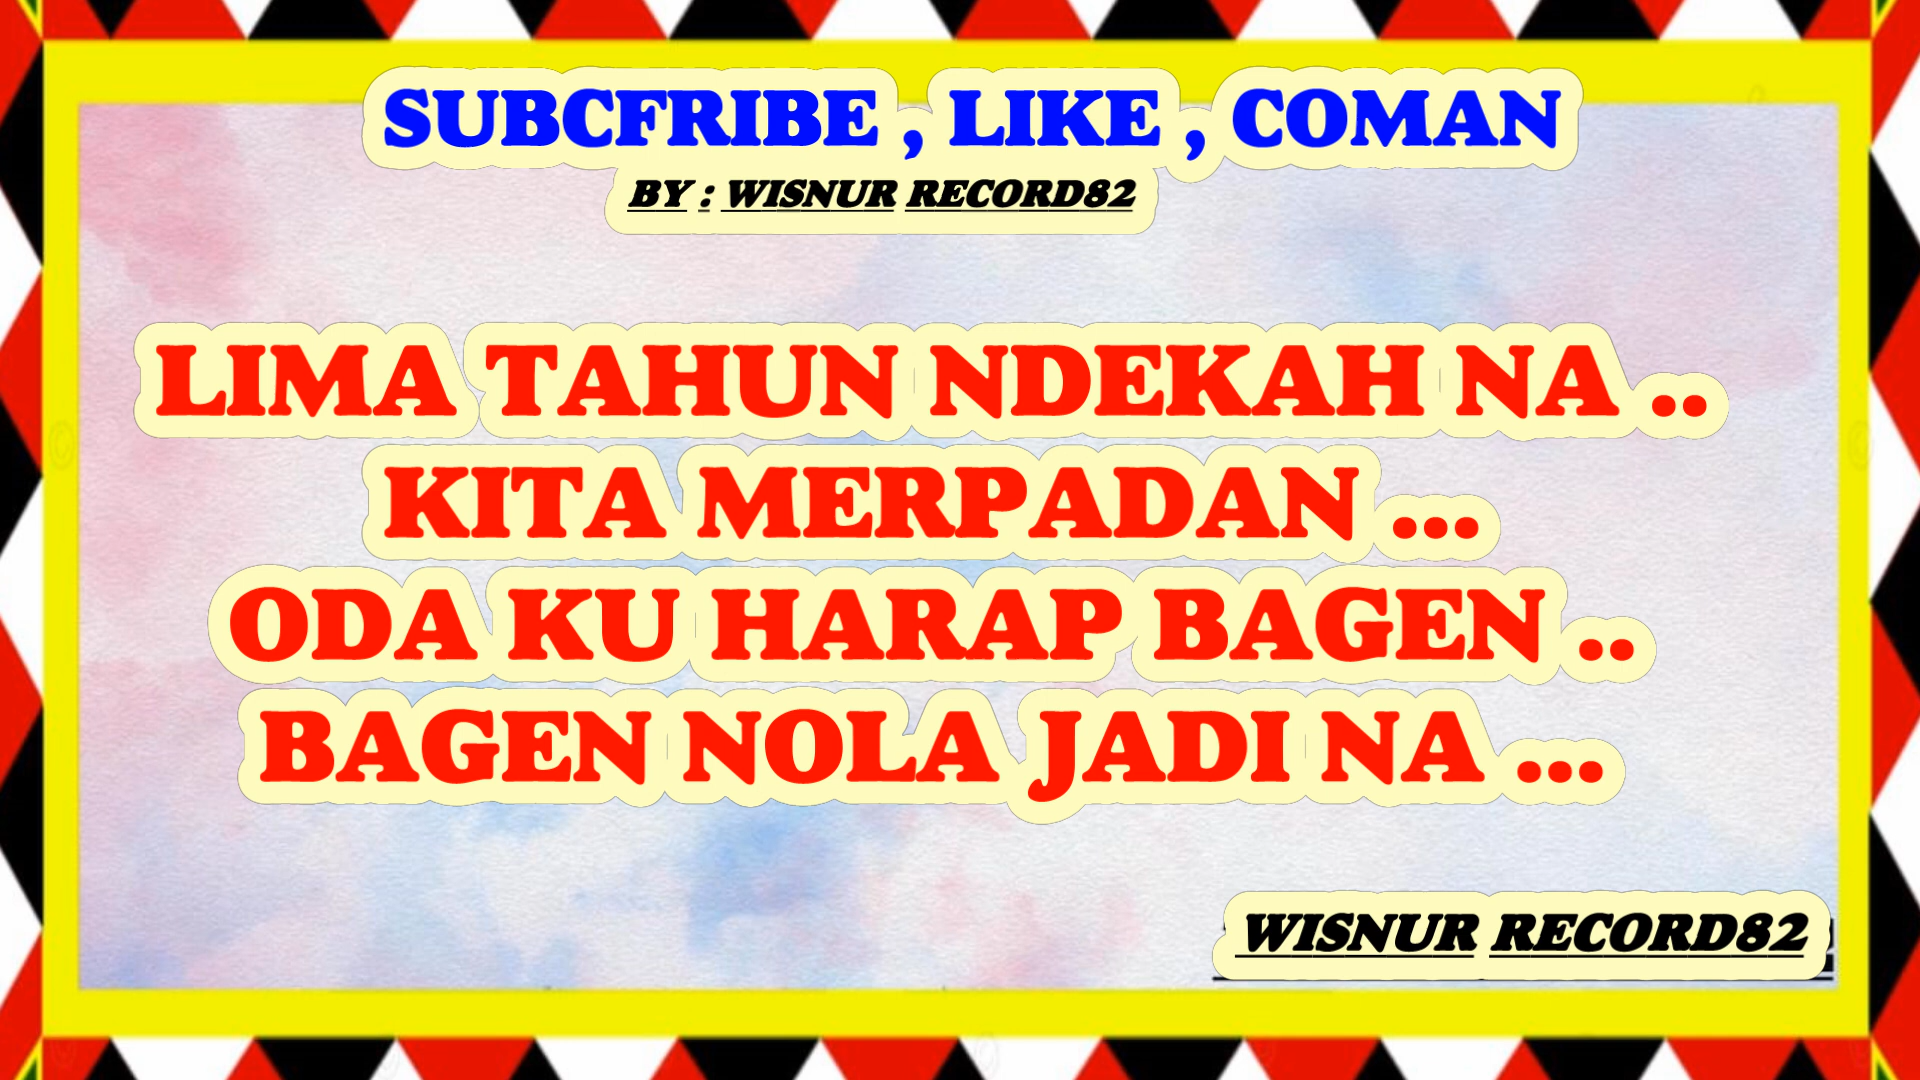 SUBCFRIBE , LIKE , COMAN
BY : WISNUR RECORD82
LIMA TAHUN NDEKAH NA ..
KITA MERPADAN ...
ODA KU HARAP BAGEN ..
BAGEN NOLA JADI NA ...
WISNUR RECORD82